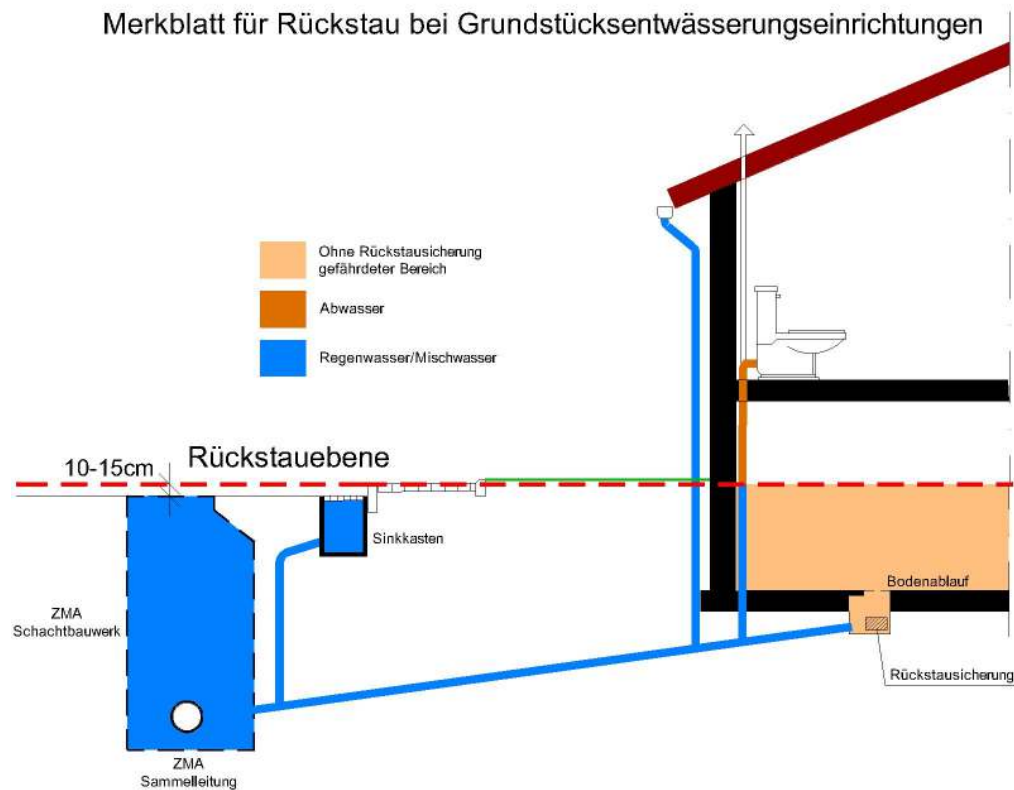 Merkblatt für Rückstau bei Grundstücksentwässerungseinrichtungen
Ohne Rückstausicherung
gefährdeter Bereich
Abwasser
Regenwasser/Mischwasser
10-15cm
Rückstauebene
Sinkkasten
Bodenablauf
ZMA
Schachtbauwerk
Rückstausicherung
ZMA
Sammelleitung